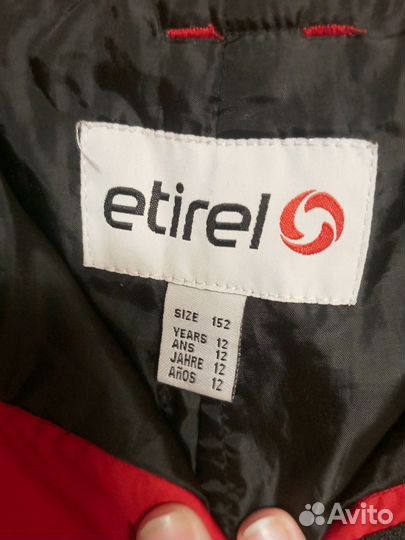 etirel
SIZE 152
YEARS 12
ANS 12
JAHRE 12
AÑOS 12
Avito